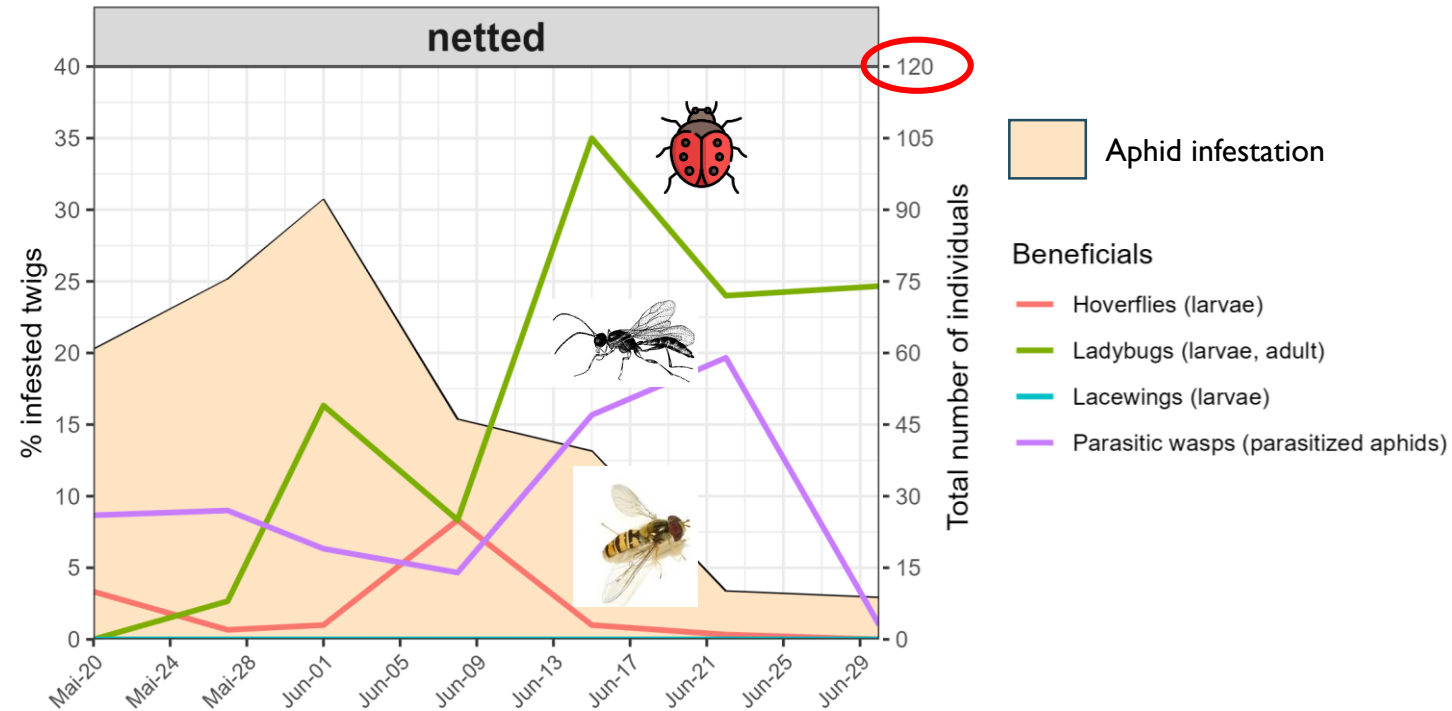 netted
% infested twigs
40
35
30
25
20
15
10
5
0
120
105
90
75
60
45
30
15
0
Total number of individuals
Mai-20
Mai-24
Mai-28
Jun-01
Jun-05
Jun-09
Jun-13
Jun-17
Jun-21
Jun-25
Jun-29
Aphid infestation
Beneficials
Hoverflies (larvae)
Ladybugs (larvae, adult)
Lacewings (larvae)
Parasitic wasps (parasitized aphids)